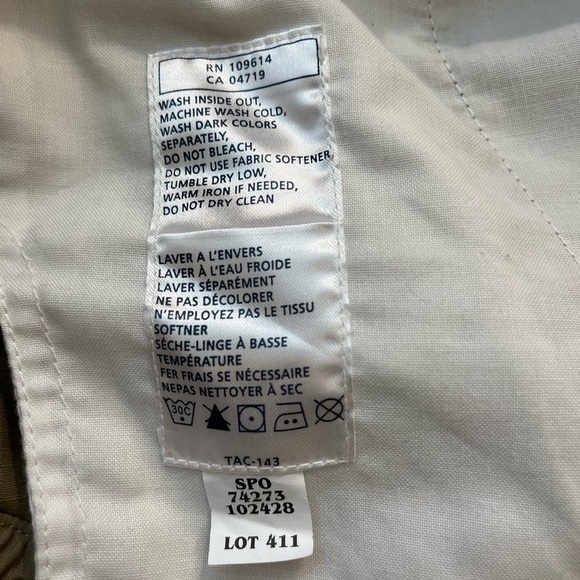 RN 109614
CA 04719
WASH INSIDE OUT,
MACHINE WASH COLD,
WASH DARK COLORS
SEPARATELY,
DO NOT BLEACH,
DO NOT USE FABRIC SOFTENER,
TUMBLE DRY LOW,
WARM IRON IF NEEDED,
DO NOT DRY CLEAN
LAVER A L'ENVERS
LAVER À L'EAU FROIDE
LAVER SÉPARÉMENT
NE PAS DÉCOLORER
N'EMPLOYEZ PAS LE TISSU
SOFTNER
SÉCHE-LINGE À BASSE
TEMPÉRATURE
FER FRAIS SE NÉCESSAIRE
NEPAS NETTOYER À SEC
30C
TAC-143
SPO
74273
102428
LOT 411